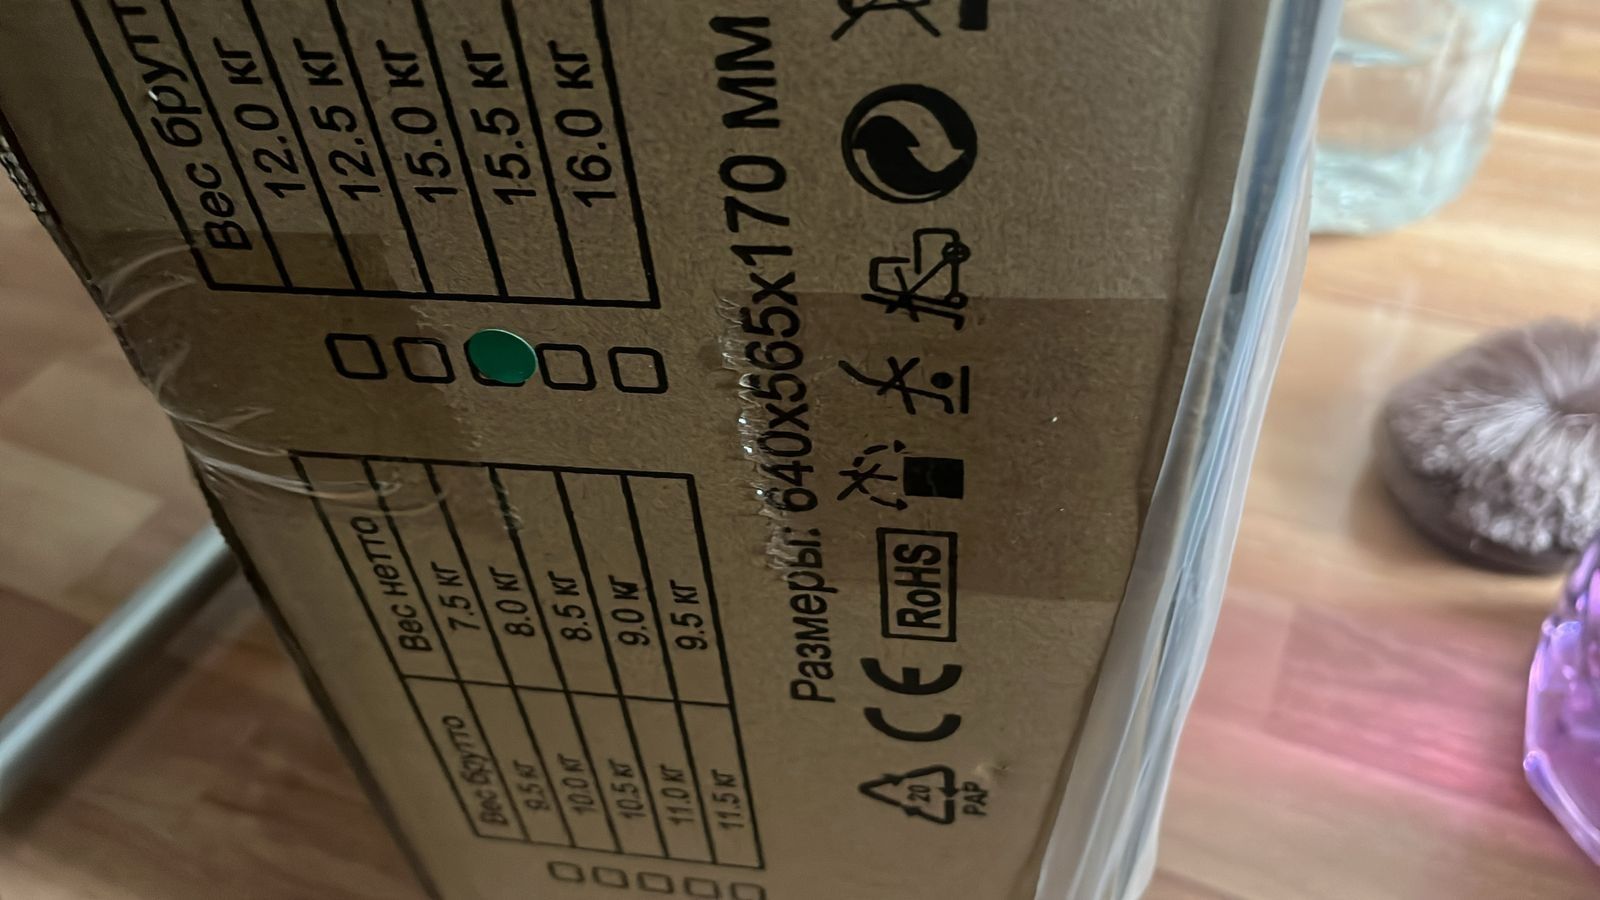 Вес брутто Вес нетто
9.5 кг 7.5 кг
10.0 кг 8.0 кг
10.5 кг 8.5 кг
11.0 кг 9.0 кг
11.5 кг 9.5 кг
Вес брутт
12.0 кг
12.5 кг
15.0 кг
15.5 кг
16.0 кг
Размеры: 640x565x170 мм
20
PAP
CE
RoHS